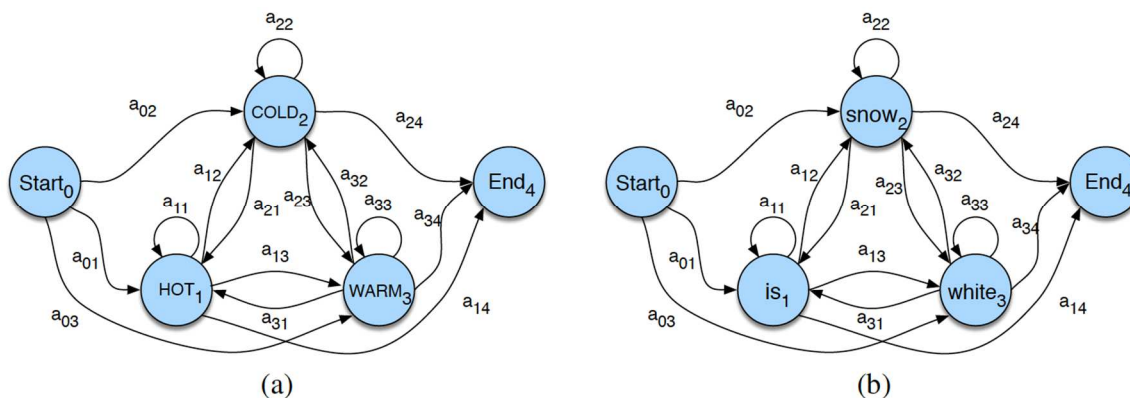 a22
a02
COLD2
a24
Start0
a12
a32
End4
a21
a23
a11
a33
a34
a01
a13
HOT1
WARM3
a03
a31
a14
(a)
a22
a02
snow2
a24
Start0
a12
a32
End4
a21
a23
a11
a33
a34
a01
a13
is1
white3
a03
a31
a14
(b)